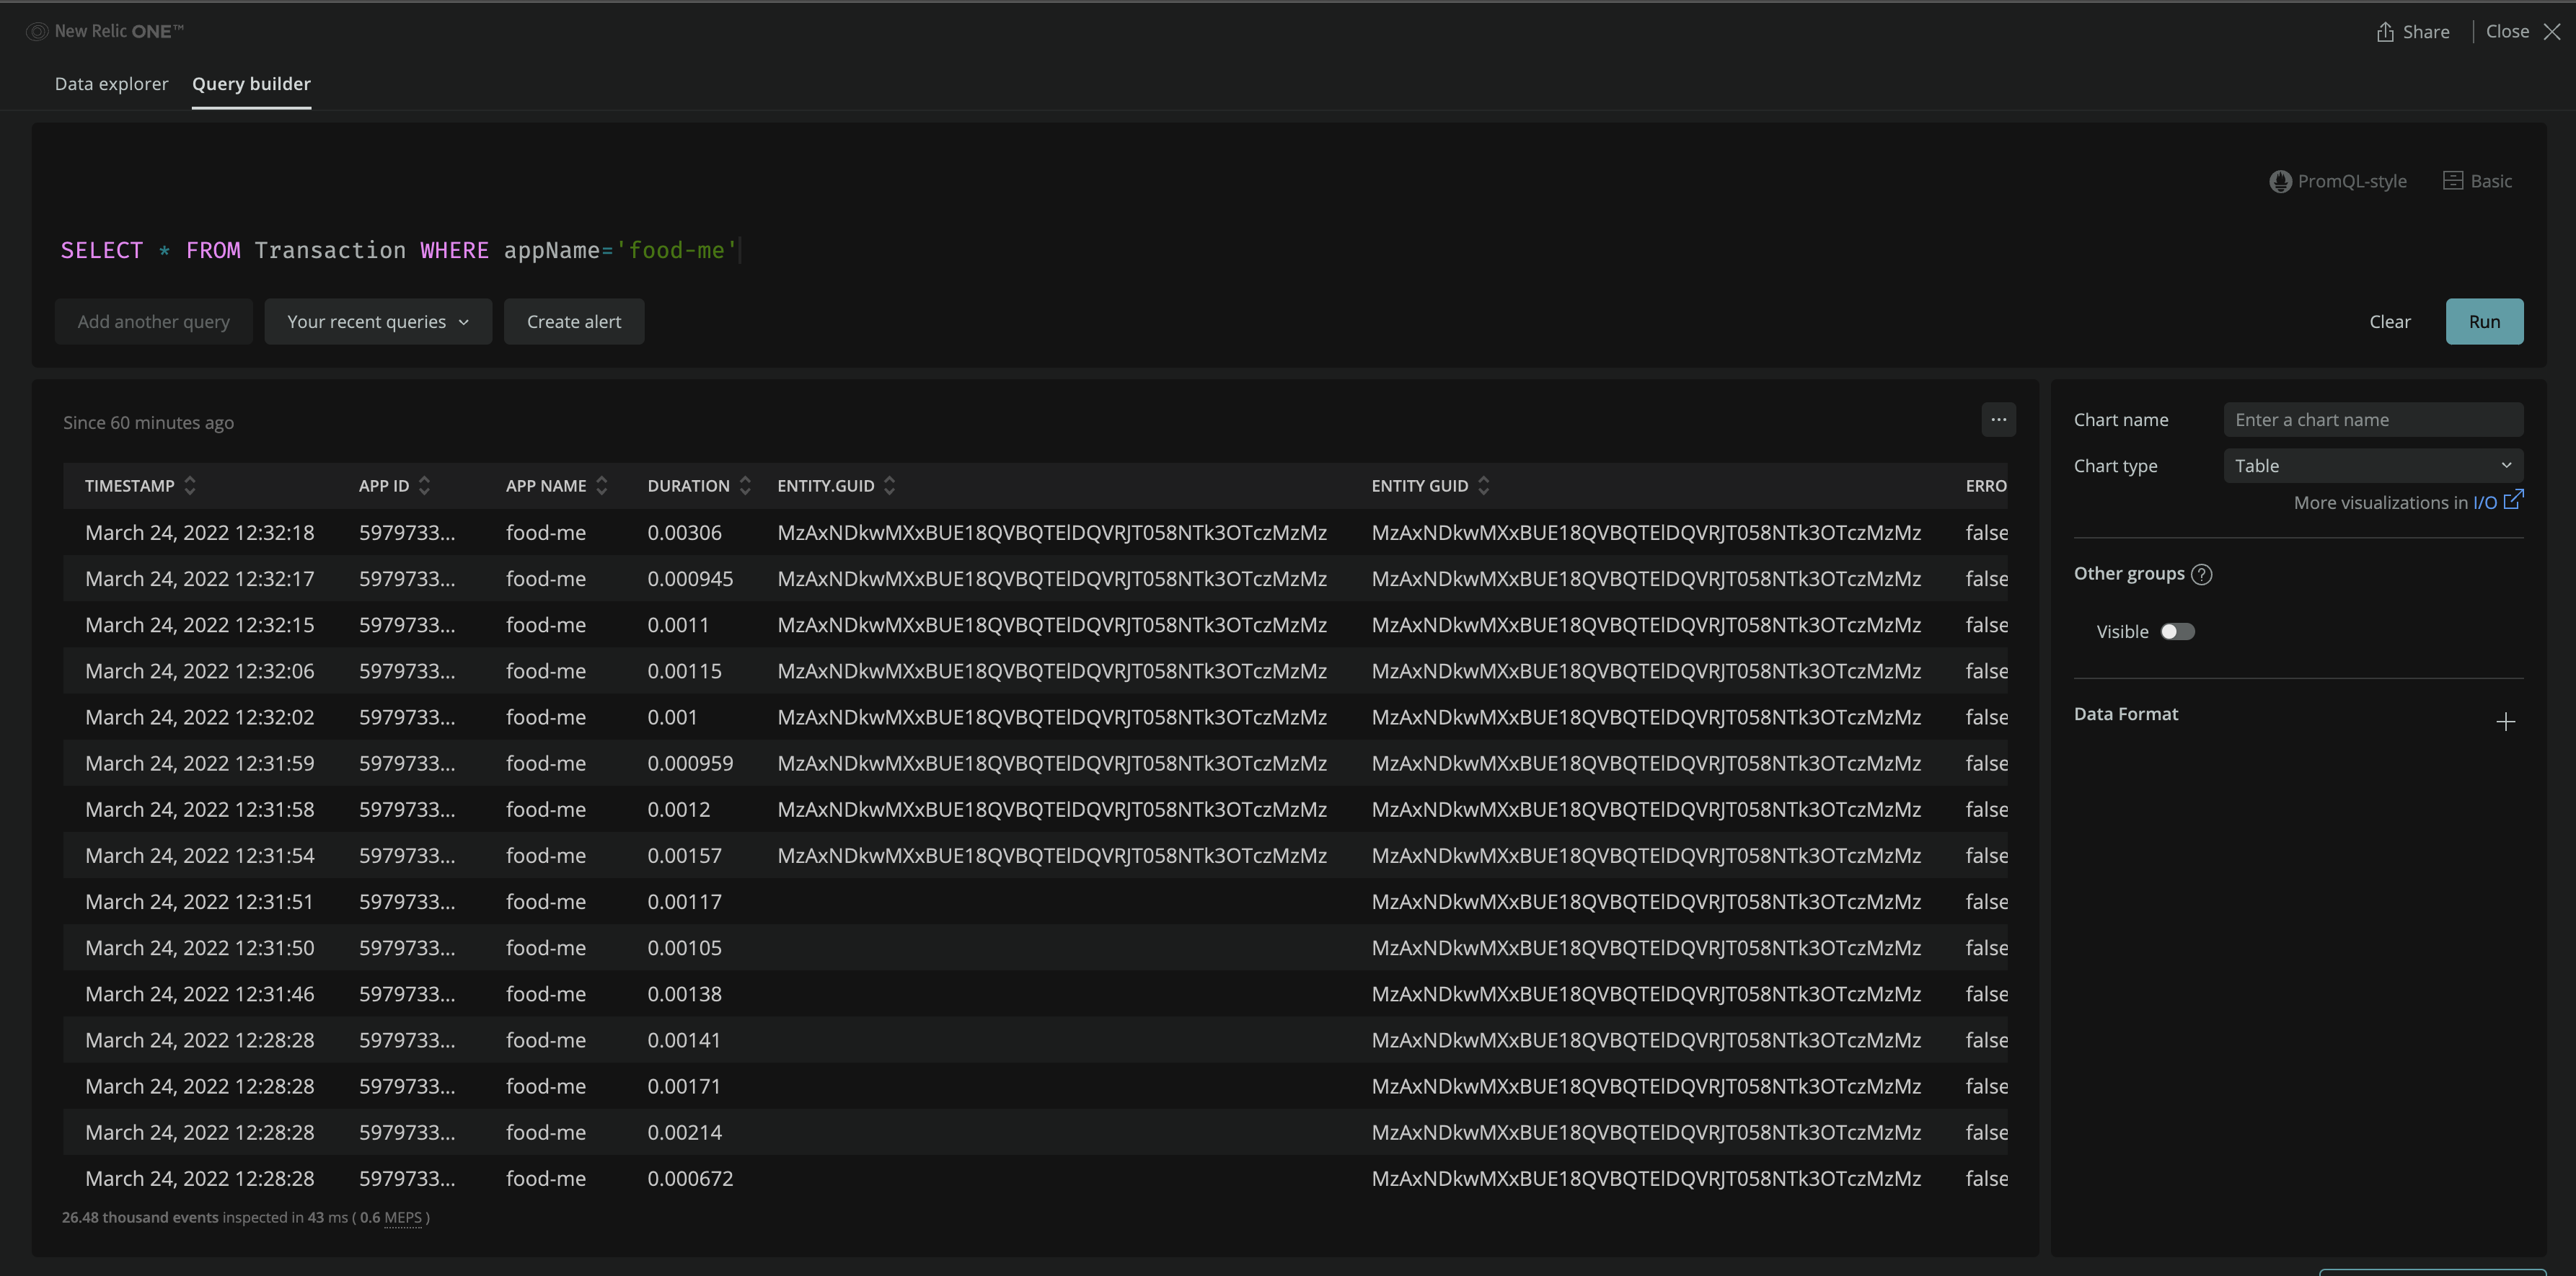 New Relic ONE™
Share | Close
Data explorer Query builder
PromQL-style Basic
SELECT * FROM Transaction WHERE appName='food-me'
Add another query Your recent queries Create alert Clear Run
Since 60 minutes ago ...
Chart name Enter a chart name
Chart type Table
More visualizations in I/O
Other groups ?
Visible
Data Format +
TIMESTAMP APP ID APP NAME DURATION ENTITY.GUID ENTITY GUID ERRO
March 24, 2022 12:32:18 5979733... food-me 0.00306 MzAxNDkwMXxBUE18QVBQTElDQVRJT058NTk3OTczMzMz MzAxNDkwMXxBUE18QVBQTElDQVRJT058NTk3OTczMzMz false
March 24, 2022 12:32:17 5979733... food-me 0.000945 MzAxNDkwMXxBUE18QVBQTElDQVRJT058NTk3OTczMzMz MzAxNDkwMXxBUE18QVBQTElDQVRJT058NTk3OTczMzMz false
March 24, 2022 12:32:15 5979733... food-me 0.0011 MzAxNDkwMXxBUE18QVBQTElDQVRJT058NTk3OTczMzMz MzAxNDkwMXxBUE18QVBQTElDQVRJT058NTk3OTczMzMz false
March 24, 2022 12:32:06 5979733... food-me 0.00115 MzAxNDkwMXxBUE18QVBQTElDQVRJT058NTk3OTczMzMz MzAxNDkwMXxBUE18QVBQTElDQVRJT058NTk3OTczMzMz false
March 24, 2022 12:32:02 5979733... food-me 0.001 MzAxNDkwMXxBUE18QVBQTElDQVRJT058NTk3OTczMzMz MzAxNDkwMXxBUE18QVBQTElDQVRJT058NTk3OTczMzMz false
March 24, 2022 12:31:59 5979733... food-me 0.000959 MzAxNDkwMXxBUE18QVBQTElDQVRJT058NTk3OTczMzMz MzAxNDkwMXxBUE18QVBQTElDQVRJT058NTk3OTczMzMz false
March 24, 2022 12:31:58 5979733... food-me 0.0012 MzAxNDkwMXxBUE18QVBQTElDQVRJT058NTk3OTczMzMz MzAxNDkwMXxBUE18QVBQTElDQVRJT058NTk3OTczMzMz false
March 24, 2022 12:31:54 5979733... food-me 0.00157 MzAxNDkwMXxBUE18QVBQTElDQVRJT058NTk3OTczMzMz MzAxNDkwMXxBUE18QVBQTElDQVRJT058NTk3OTczMzMz false
March 24, 2022 12:31:51 5979733... food-me 0.00117 MzAxNDkwMXxBUE18QVBQTElDQVRJT058NTk3OTczMzMz false
March 24, 2022 12:31:50 5979733... food-me 0.00105 MzAxNDkwMXxBUE18QVBQTElDQVRJT058NTk3OTczMzMz false
March 24, 2022 12:31:46 5979733... food-me 0.00138 MzAxNDkwMXxBUE18QVBQTElDQVRJT058NTk3OTczMzMz false
March 24, 2022 12:28:28 5979733... food-me 0.00141 MzAxNDkwMXxBUE18QVBQTElDQVRJT058NTk3OTczMzMz false
March 24, 2022 12:28:28 5979733... food-me 0.00171 MzAxNDkwMXxBUE18QVBQTElDQVRJT058NTk3OTczMzMz false
March 24, 2022 12:28:28 5979733... food-me 0.00214 MzAxNDkwMXxBUE18QVBQTElDQVRJT058NTk3OTczMzMz false
March 24, 2022 12:28:28 5979733... food-me 0.000672 MzAxNDkwMXxBUE18QVBQTElDQVRJT058NTk3OTczMzMz false
26.48 thousand events inspected in 43 ms ( 0.6 MEPS )